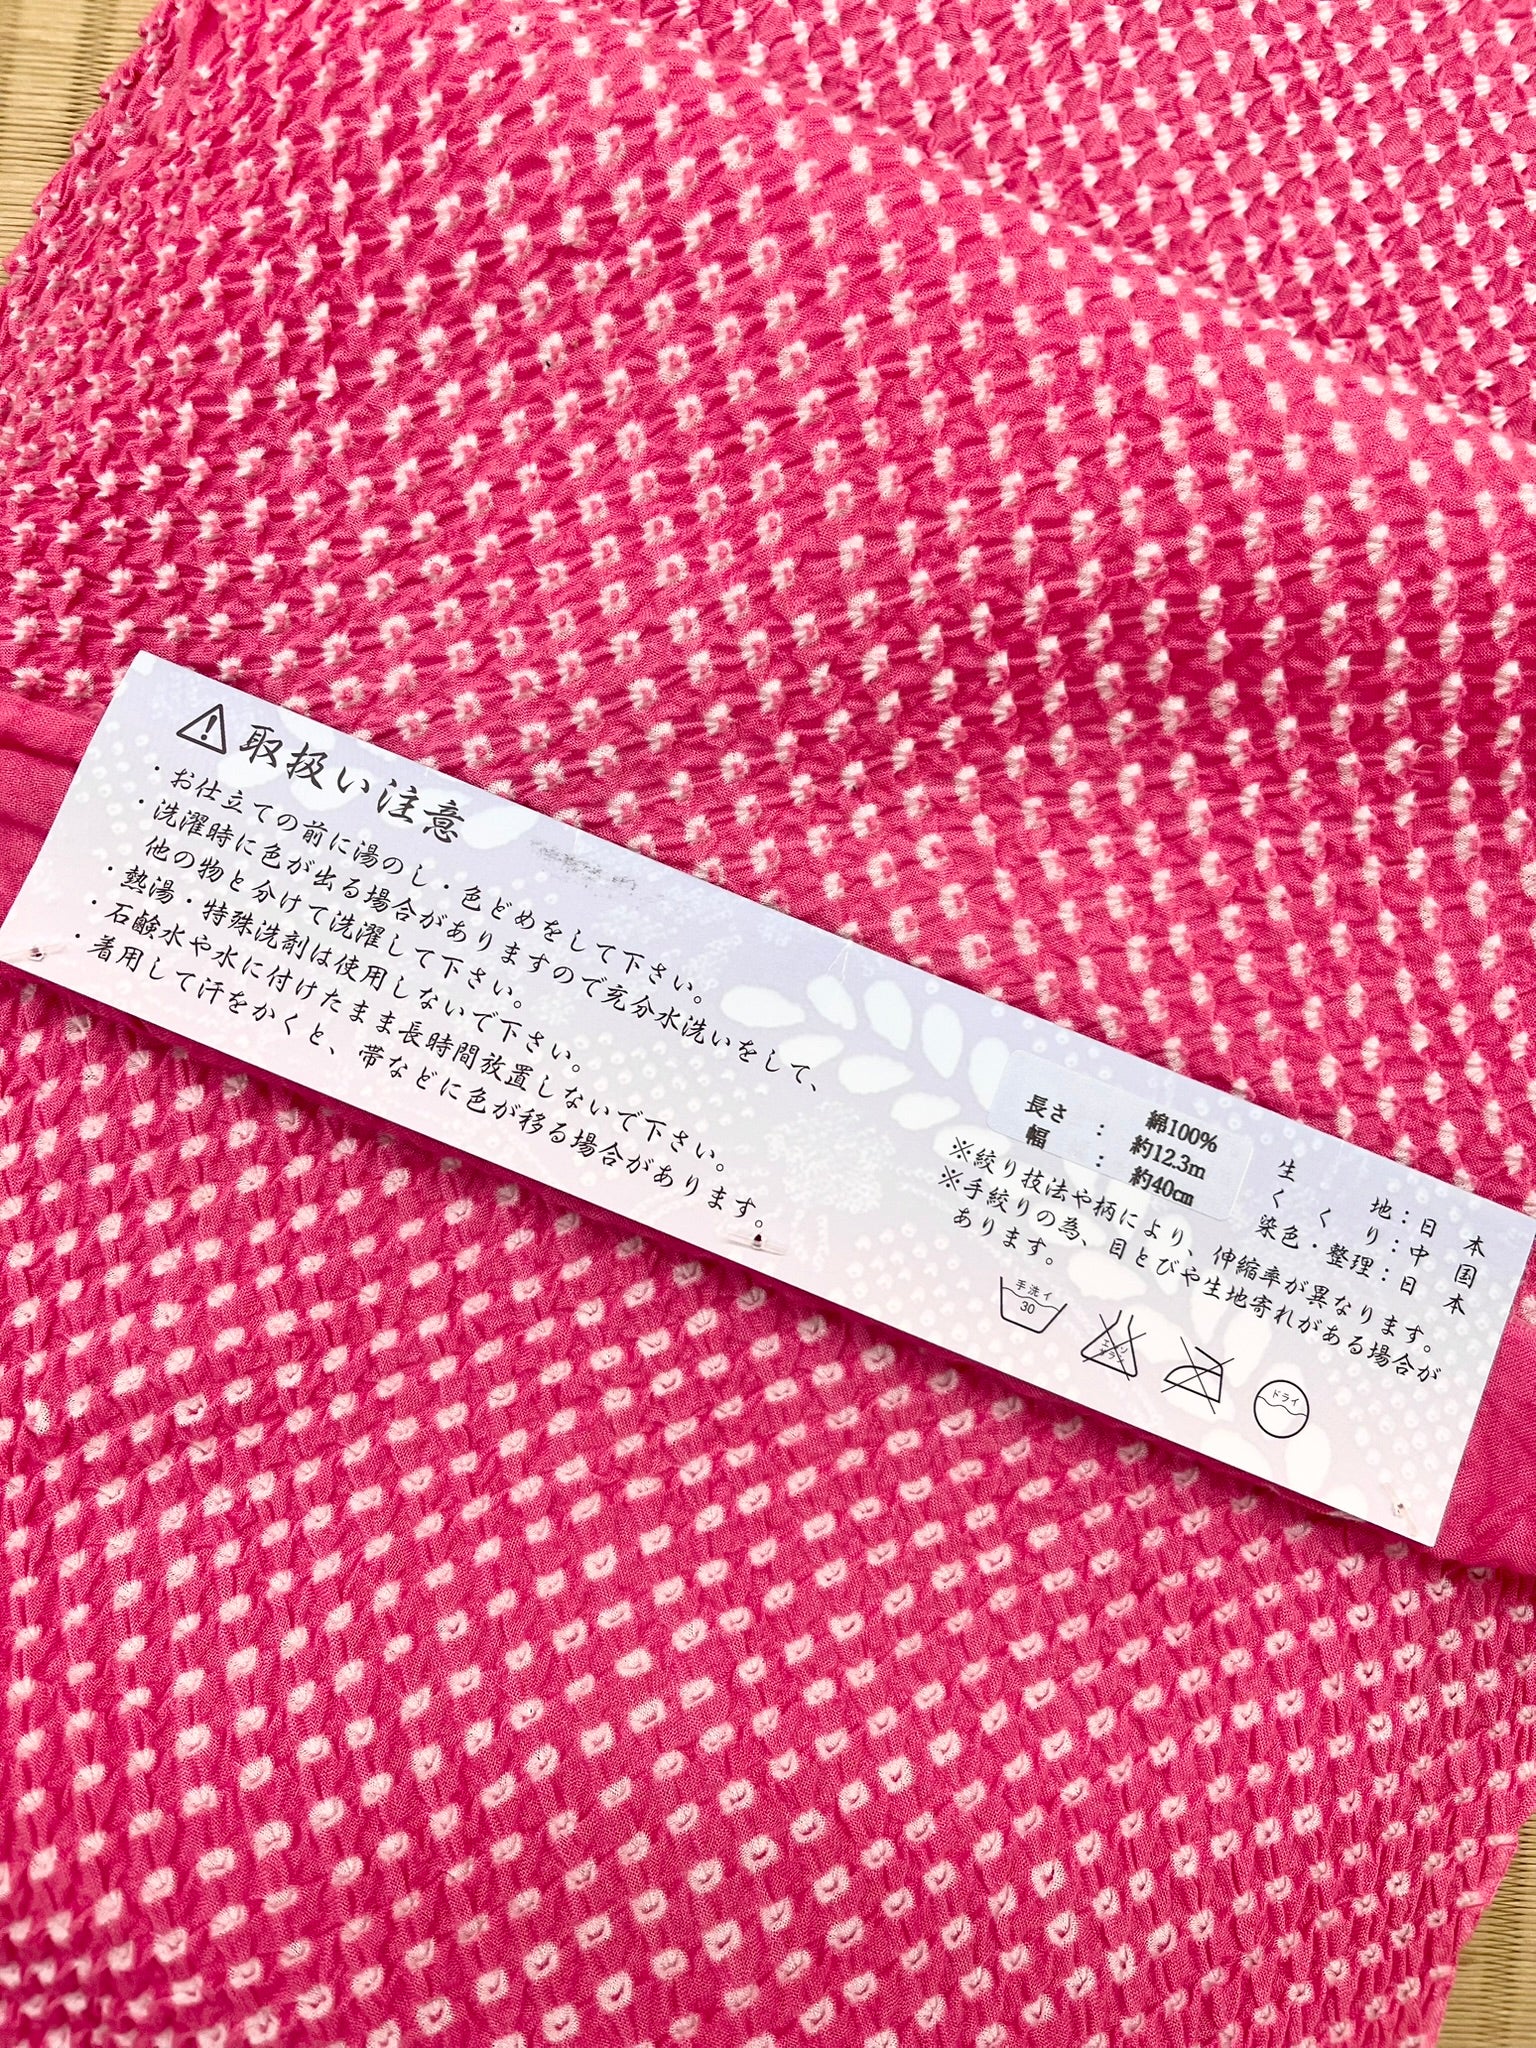 取扱い注意
・お仕立ての前に湯のし・色どめをして下さい。
・洗濯時に色が出る場合がありますので充分水洗いをして、
他の物と分けて洗濯して下さい。
・熱湯・特殊洗剤は使用しないで下さい。
・石鹸水や水に付けたまま長時間放置しないで下さい。
・着用して汗をかくと、帯などに色が移る場合があります。
綿100%
長さ : 約12.3m
幅 : 約40cm
生地:日本
くくり:中国
染色・整理:日本
※絞り技法や柄により、伸縮率が異なります。
※手絞りの為、目とびや生地寄れがある場合が
あります。
手洗イ
30
エンソ
サラシ
ドライ